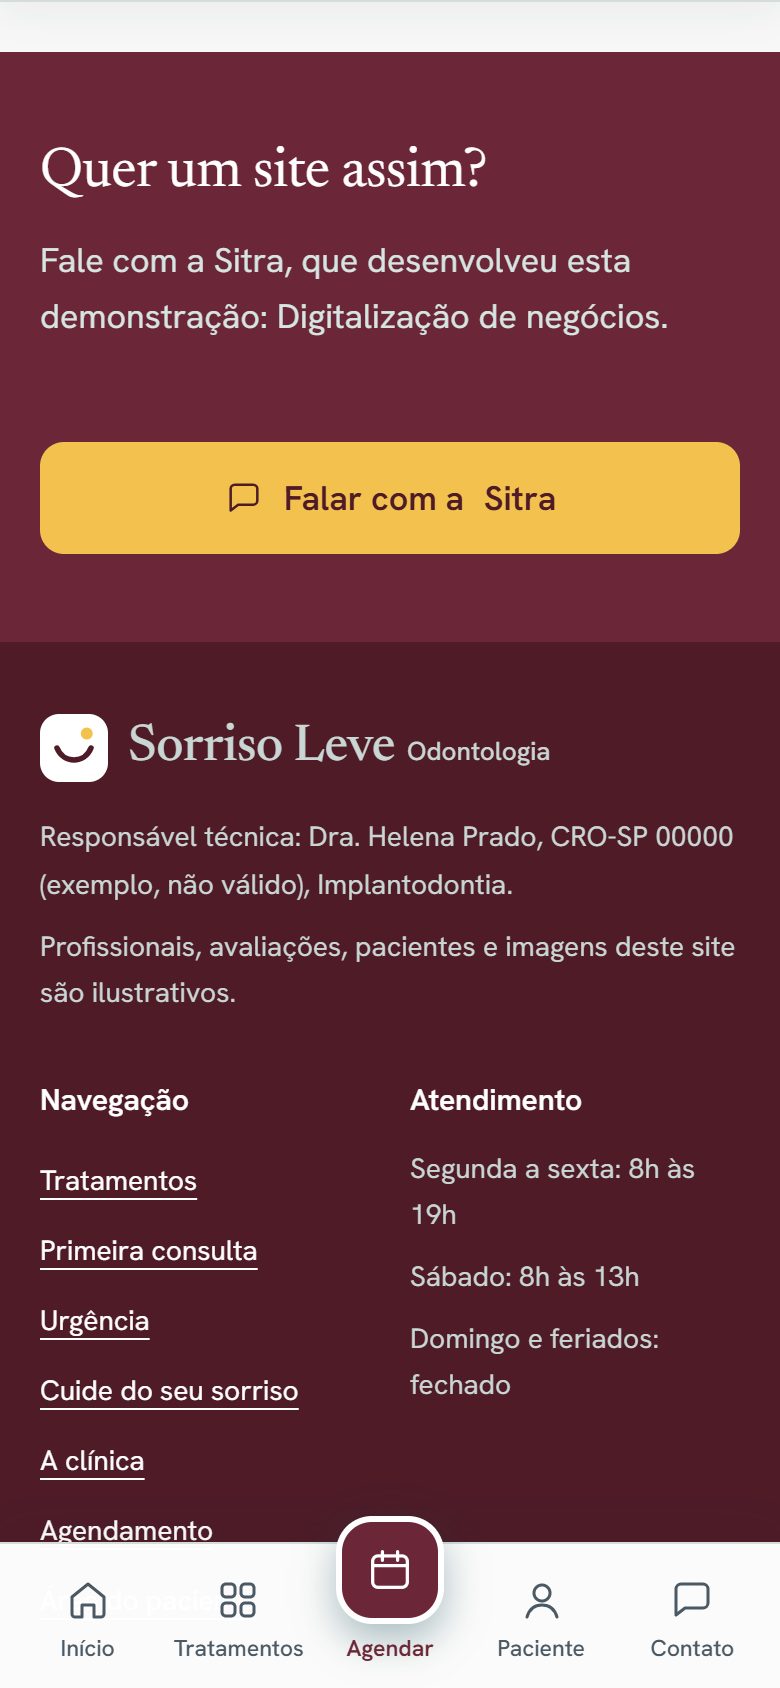 Quer um site assim?
Fale com a Sitra, que desenvolveu esta
demonstração: Digitalização de negócios.
Falar com a Sitra
Sorriso Leve Odontologia
Responsável técnica: Dra. Helena Prado, CRO-SP 00000
(exemplo, não válido), Implantodontia.
Profissionais, avaliações, pacientes e imagens deste site
são ilustrativos.
Navegação
Tratamentos
Primeira consulta
Urgência
Cuide do seu sorriso
A clínica
Agendamento
Atendimento
Segunda a sexta: 8h às
19h
Sábado: 8h às 13h
Domingo e feriados:
fechado
Início
Tratamentos
Agendar
Paciente
Contato